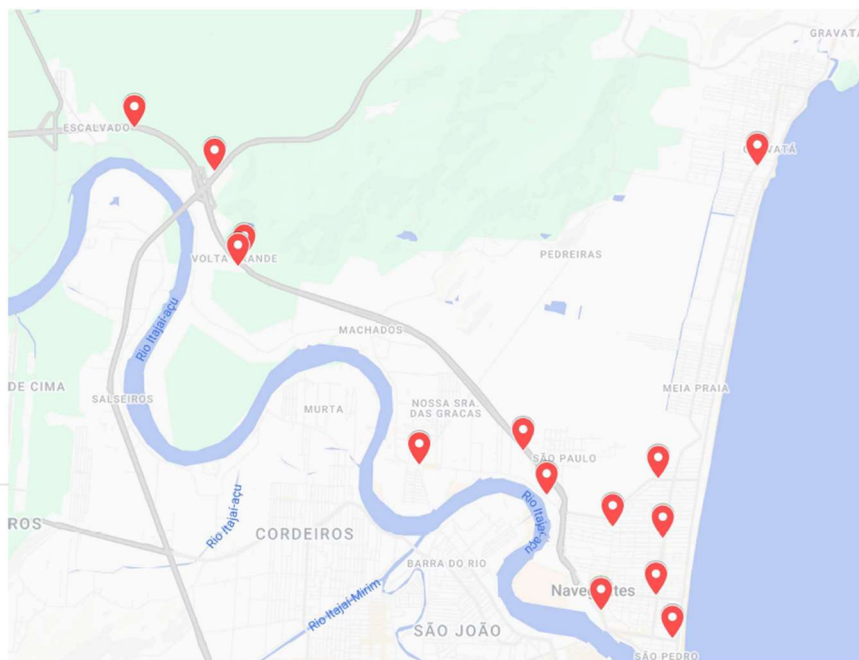 GRAVATÁ
ESCALVADO
VOLTA GRANDE
PEDREIRAS
Rio Itajaí-açu
MACHADOS
DE CIMA
SALSEIROS
MEIA PRAIA
MURTA
NOSSA SRA.
DAS GRACAS
SÃO PAULO
Rio Itajaí-açu
Rio Itajaí-açu
ROS
CORDEIROS
BARRA DO RIO
Rio Itajaí-Mirim
SÃO JOÃO
SÃO PEDRO